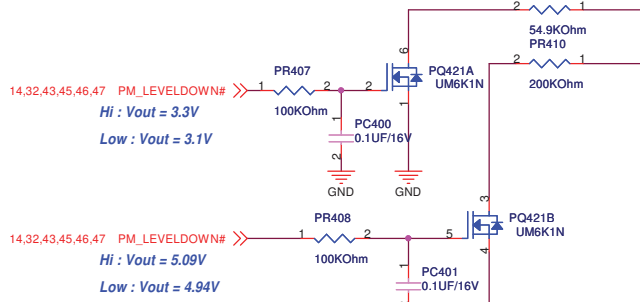 2 1
54.9KOhm
PR410
6
2 1
200KOhm
PR407
PQ421A
UM6K1N
14,32,43,45,46,47 PM_LEVELDOWN#
1 2 2
100KOhm
1
Hi : Vout = 3.3V
1
PC400
0.1UF/16V
Low : Vout = 3.1V
2
GND GND
3
PR408
PQ421B
UM6K1N
14,32,43,45,46,47 PM_LEVELDOWN#
1 2 5
100KOhm
4
Hi : Vout = 5.09V
1
PC401
0.1UF/16V
Low : Vout = 4.94V